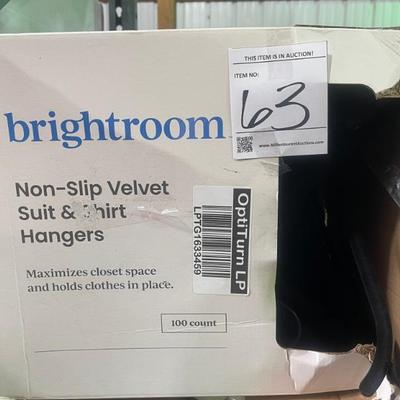 THIS ITEM IS IN AUCTION!
ITEM NO:
63
brightroom
Non-Slip Velvet
Suit & Shirt
Hangers
OptiTurn LP
LPTG1633459
Maximizes closet space
and holds clothes in place.
100 count